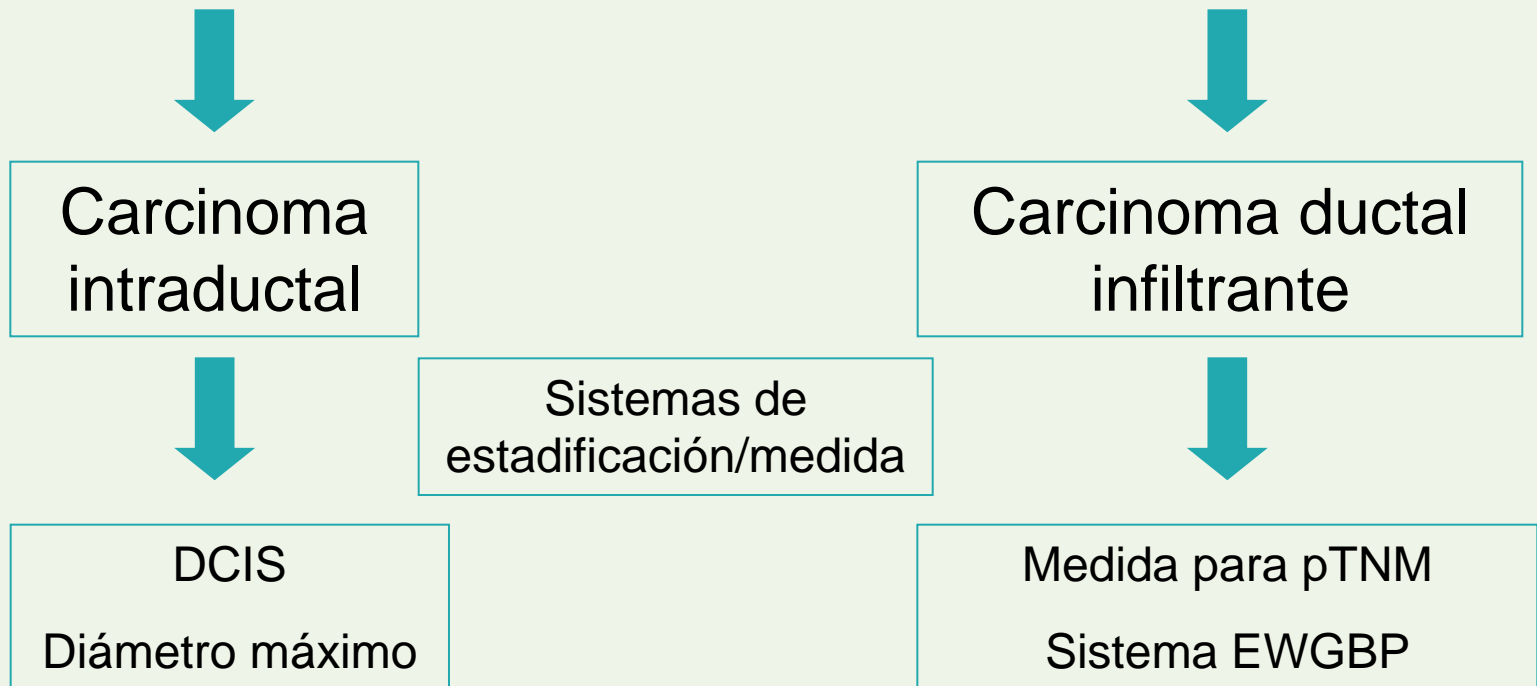 Carcinoma
intraductal
Carcinoma ductal
infiltrante
Sistemas de
estadificación/medida
DCIS
Diámetro máximo
Medida para pTNM
Sistema EWGBP